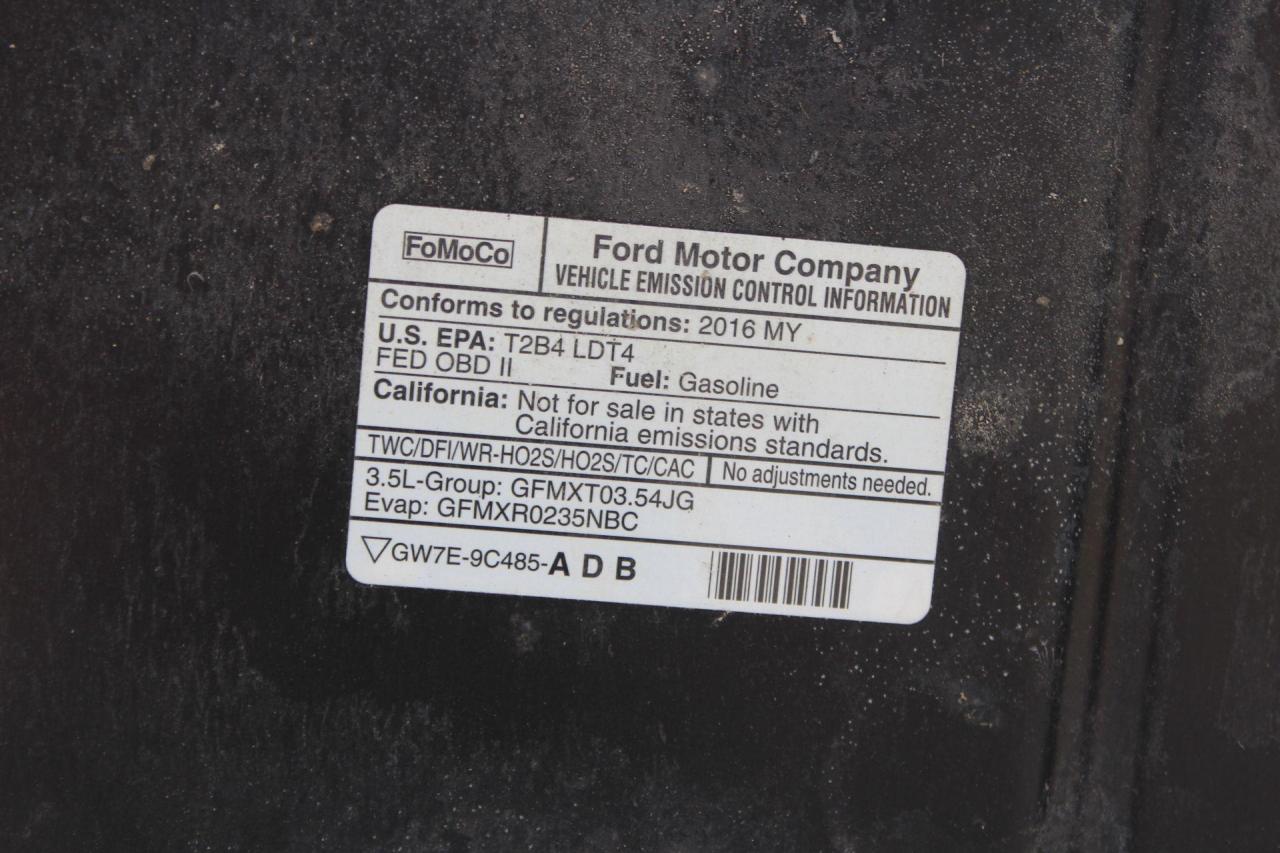 FoMoCo
Ford Motor Company
VEHICLE EMISSION CONTROL INFORMATION
Conforms to regulations: 2016 MY
U.S. EPA: T2B4 LDT4
FED OBD II Fuel: Gasoline
California: Not for sale in states with
California emissions standards.
TWC/DFI/WR-HO2S/HO2S/TC/CAC No adjustments needed.
3.5L-Group: GFMXT03.54JG
Evap: GFMXR0235NBC
GW7E-9C485-A D B